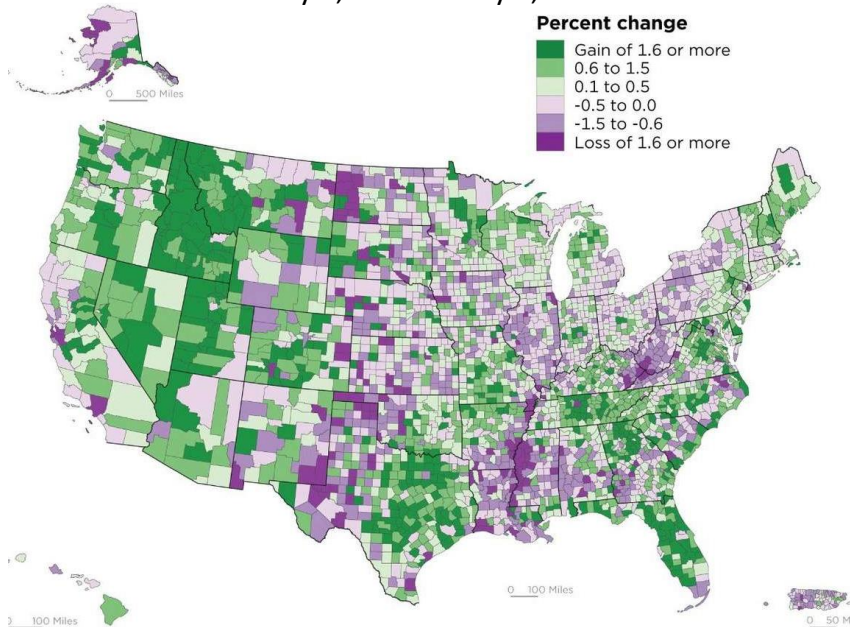 Percent change
Gain of 1.6 or more
0.6 to 1.5
0.1 to 0.5
-0.5 to 0.0
-1.5 to -0.6
Loss of 1.6 or more
0 500 Miles
0 100 Miles
0 100 Miles
0 50 M